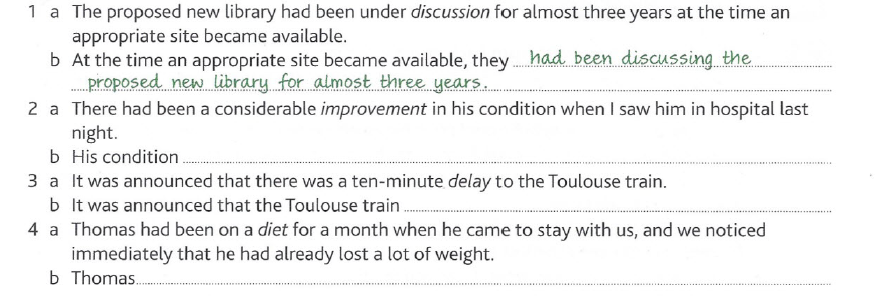 1 a The proposed new library had been under discussion for almost three years at the time an
appropriate site became available.
b At the time an appropriate site became available, they had been discussing the
proposed new library for almost three years.
2 a There had been a considerable improvement in his condition when I saw him in hospital last
night.
b His condition
3 a It was announced that there was a ten-minute delay to the Toulouse train.
b It was announced that the Toulouse train
4 a Thomas had been on a diet for a month when he came to stay with us, and we noticed
immediately that he had already lost a lot of weight.
b Thomas